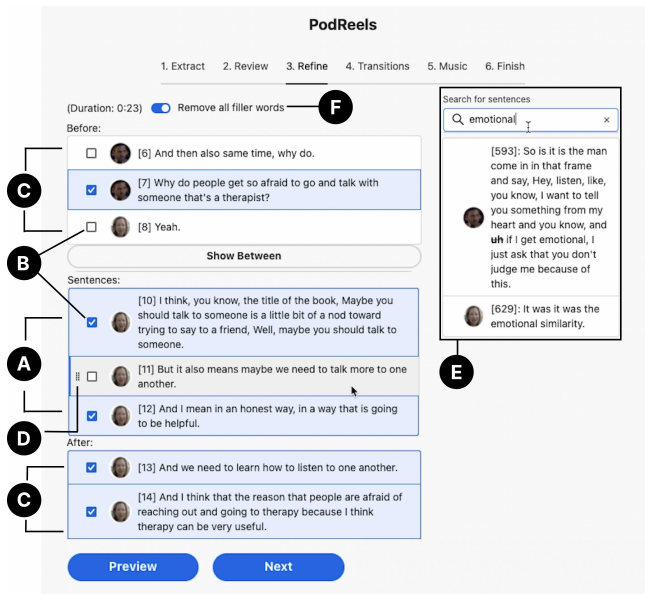 PodReels
1. Extract 2. Review 3. Refine 4. Transitions 5. Music 6. Finish
(Duration: 0:23) Remove all filler words F
Before:
C
[6] And then also same time, why do.
[7] Why do people get so afraid to go and talk with
someone that's a therapist?
[8] Yeah.
B
Show Between
Sentences:
A
[10] I think, you know, the title of the book, Maybe you
should talk to someone is a little bit of a nod toward
trying to say to a friend, Well, maybe you should talk to
someone.
[11] But it also means maybe we need to talk more to one
another.
D
[12] And I mean in an honest way, in a way that is going
to be helpful.
After:
C
[13] And we need to learn how to listen to one another.
[14] And I think that the reason that people are afraid of
reaching out and going to therapy because I think
therapy can be very useful.
Preview Next
Search for sentences
emotional
[593]: So is it is the man
come in in that frame
and say, Hey, listen, like,
you know, I want to tell
you something from my
heart and you know, and
uh if I get emotional, I
just ask that you don't
judge me because of
this.
[629]: It was it was the
emotional similarity.
E